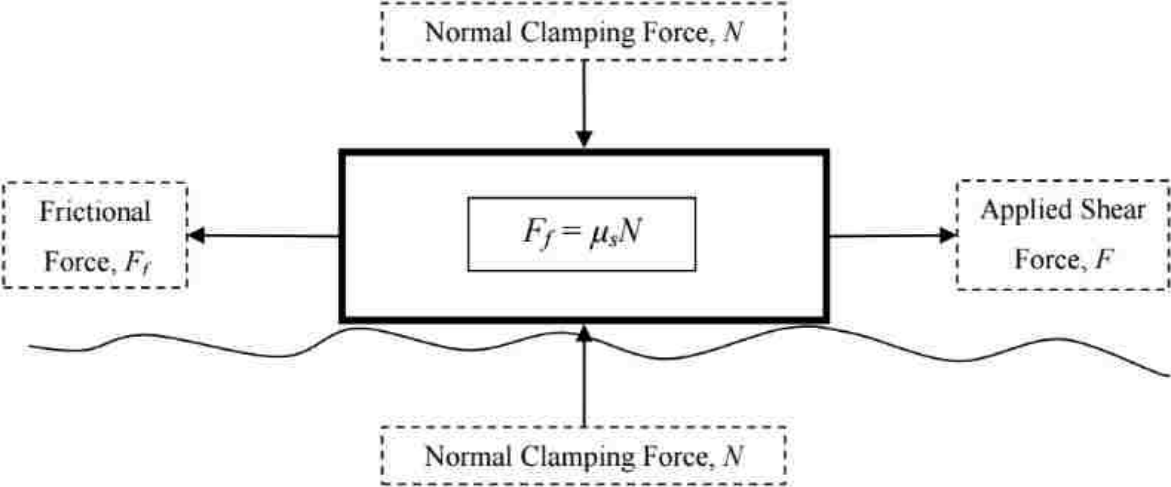 Normal Clamping Force, N
Frictional
Force, Ff
Ff = μsN
Applied Shear
Force, F
Normal Clamping Force, N